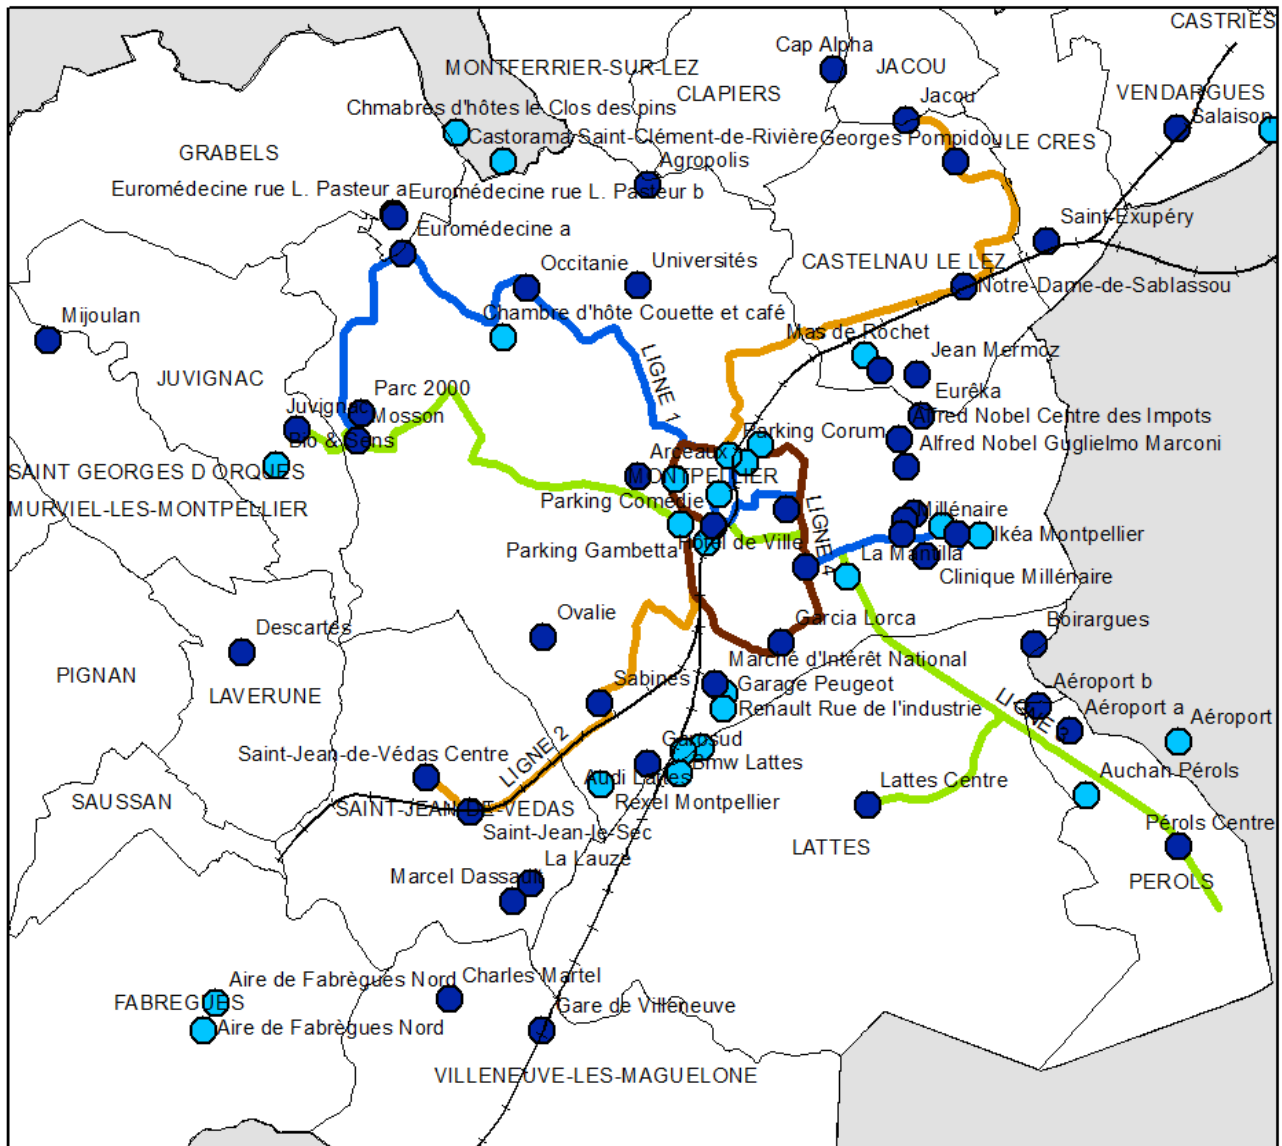 CASTRIES
Cap Alpha
MONTFERRIER-SUR-LEZ
JACOU
CLAPIERS
VENDARGUES
Jacou
Chmabres d'hôtes le Clos des pins
Salaison
Castorama Saint-Clément-de-Rivière
Georges Pompidou
LE CRES
GRABELS
Agropolis
Euromédecine rue L. Pasteur a
Euromédecine rue L. Pasteur b
Saint-Exupéry
Euromédecine a
Occitanie
Universités
CASTELNAU LE LEZ
Notre-Dame-de-Sablassou
Mijoulan
Chambre d'hôte Couette et café
Mas de Rochet
Jean Mermoz
LIGNE 1
JUVIGNAC
Parc 2000
Eurêka
Juvignac
Mosson
Alfred Nobel Centre des Impots
Bio & Sens
Parking Corum
Alfred Nobel Guglielmo Marconi
Arceaux
SAINT GEORGES D ORQUES
MONTPELLIER
Parking Comédie
MURVIEL-LES-MONTPELLIER
Millénaire
LIGNE 4
Ikéa Montpellier
Hôtel de Ville
Parking Gambetta
La Mantilla
Clinique Millénaire
Ovalie
Garcia Lorca
Boirargues
Descartes
Marché d'Intérêt National
PIGNAN
Sabines
Garage Peugeot
Aéroport b
LAVERUNE
Renault Rue de l'industrie
LIGNE 3
Aéroport a
Aéroport
Garosud
LIGNE 2
Saint-Jean-de-Védas Centre
Bmw Lattes
Auchan Pérols
Audi Lattes
Lattes Centre
SAUSSAN
Rexel Montpellier
SAINT-JEAN-DE-VEDAS
Pérols Centre
Saint-Jean-le-Sec
LATTES
La Lauze
Marcel Dassault
PEROLS
Aire de Fabrègues Nord
Charles Martel
FABREGUES
Gare de Villeneuve
Aire de Fabrègues Nord
VILLENEUVE-LES-MAGUELONE